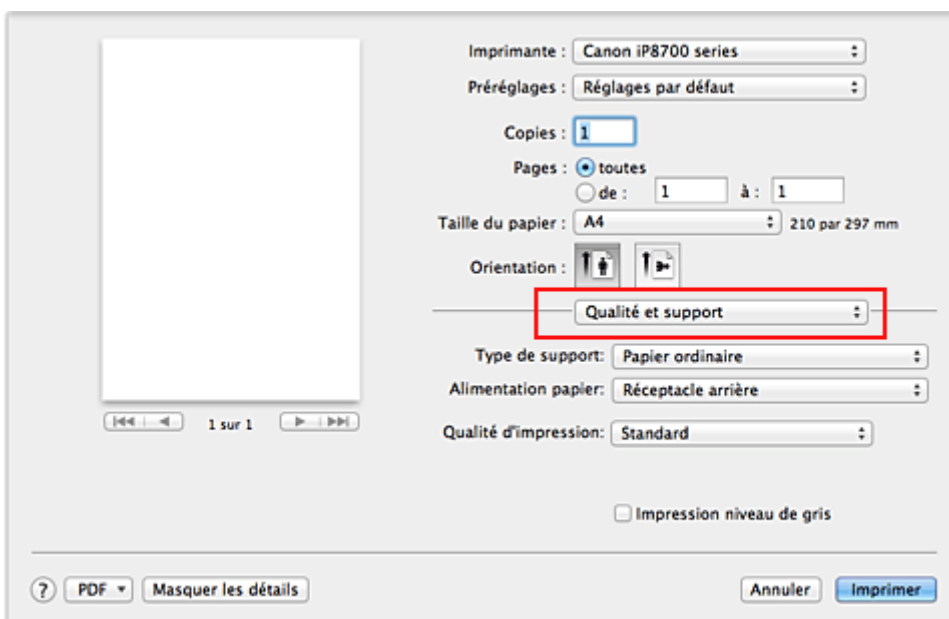 Imprimante : Canon iP8700 series
Préréglages : Réglages par défaut
Copies : 1
Pages : toutes
de : 1 à : 1
Taille du papier : A4 210 par 297 mm
Orientation :
Qualité et support
Type de support: Papier ordinaire
Alimentation papier: Réceptacle arrière
1 sur 1
Qualité d'impression: Standard
Impression niveau de gris
? PDF Masquer les détails Annuler Imprimer